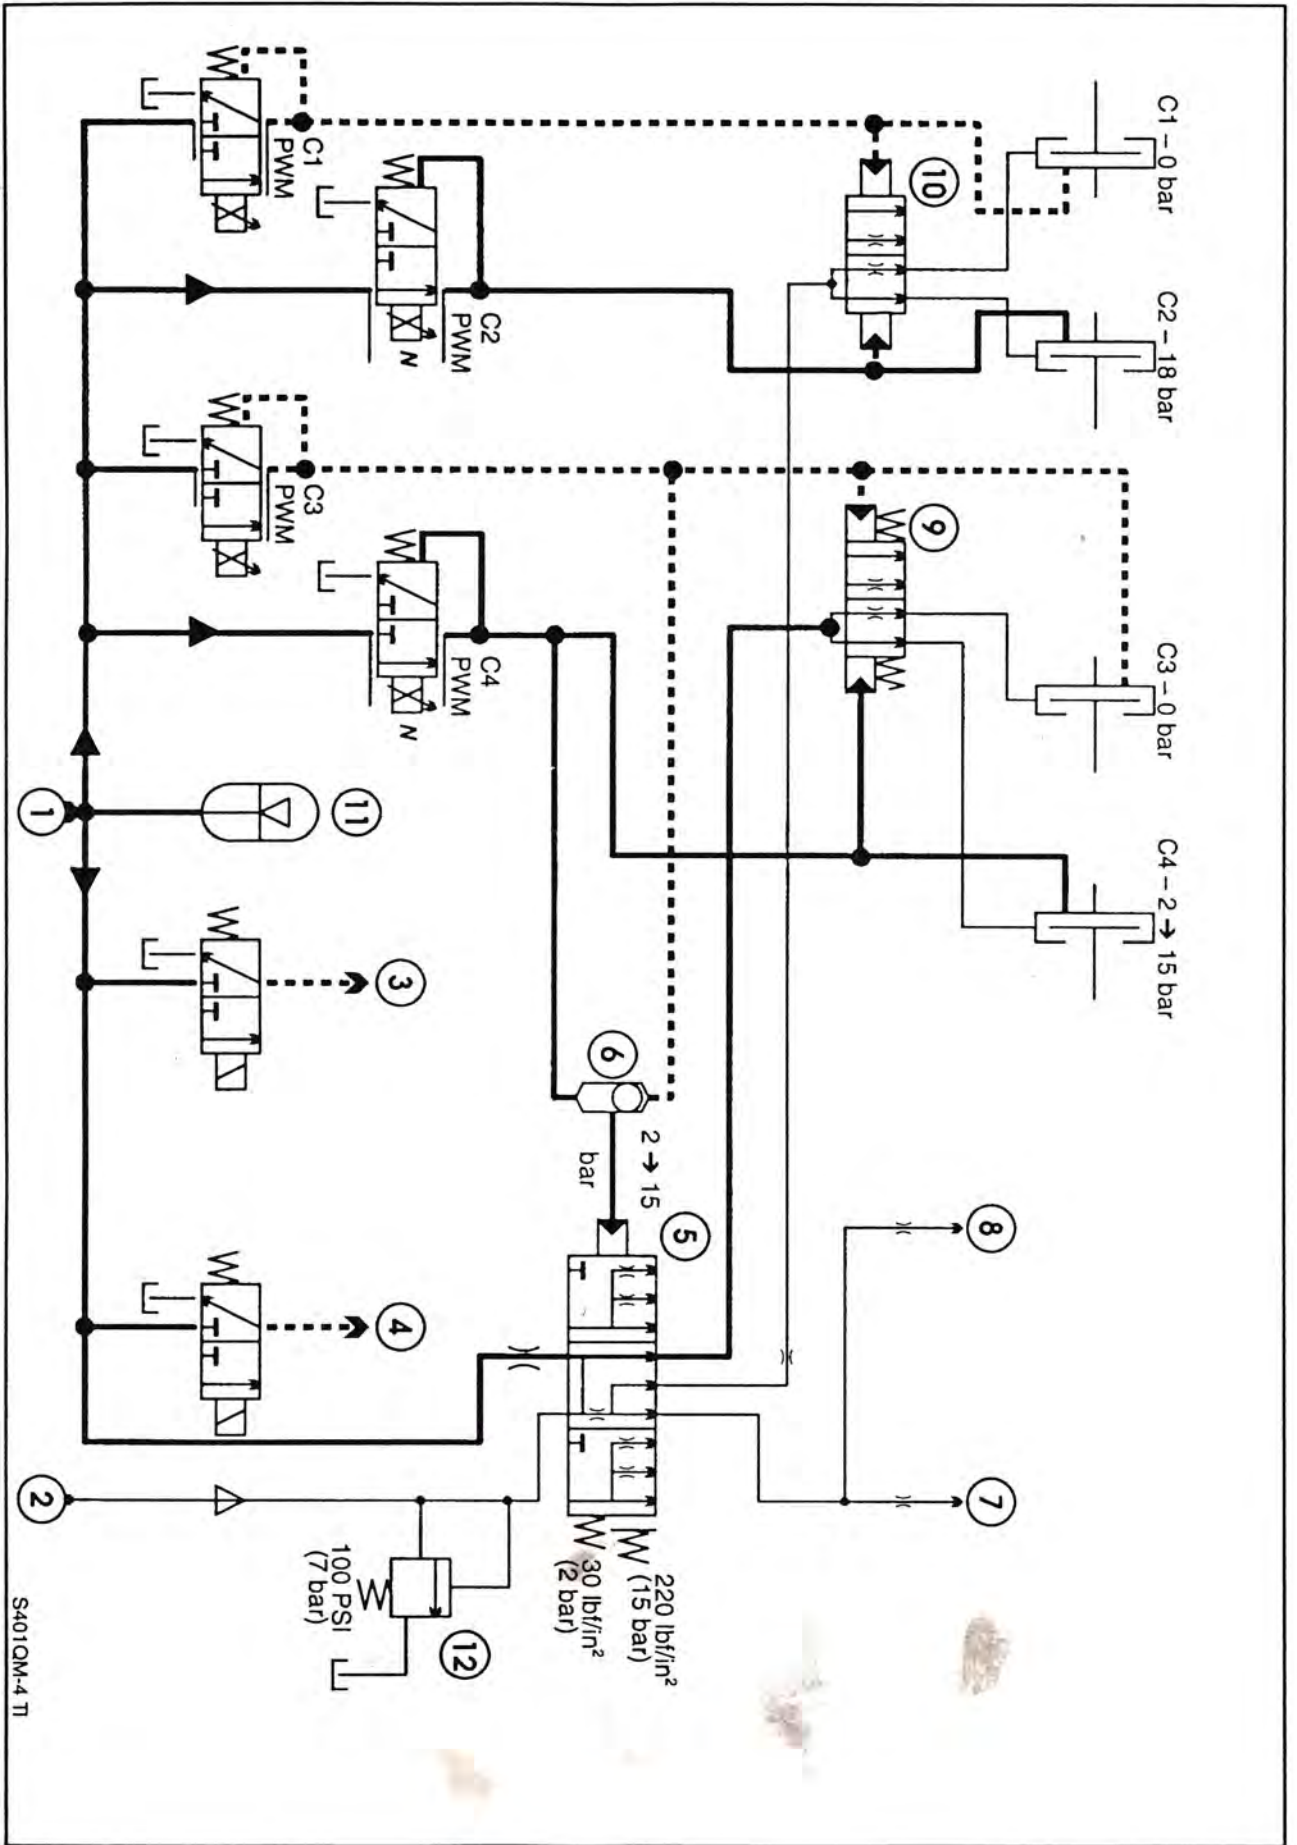 C1 – 0 bar
C2 – 18 bar
C3 – 0 bar
C4 – 2 → 15 bar
10
9
8
7
C1
PWM
C2
PWM
N
C3
PWM
C4
PWM
N
11
3
6
2 → 15
bar
5
4
220 lbf/in²
(15 bar)
30 lbf/in²
(2 bar)
12
100 PSI
(7 bar)
1
2
S401QM-4 TI